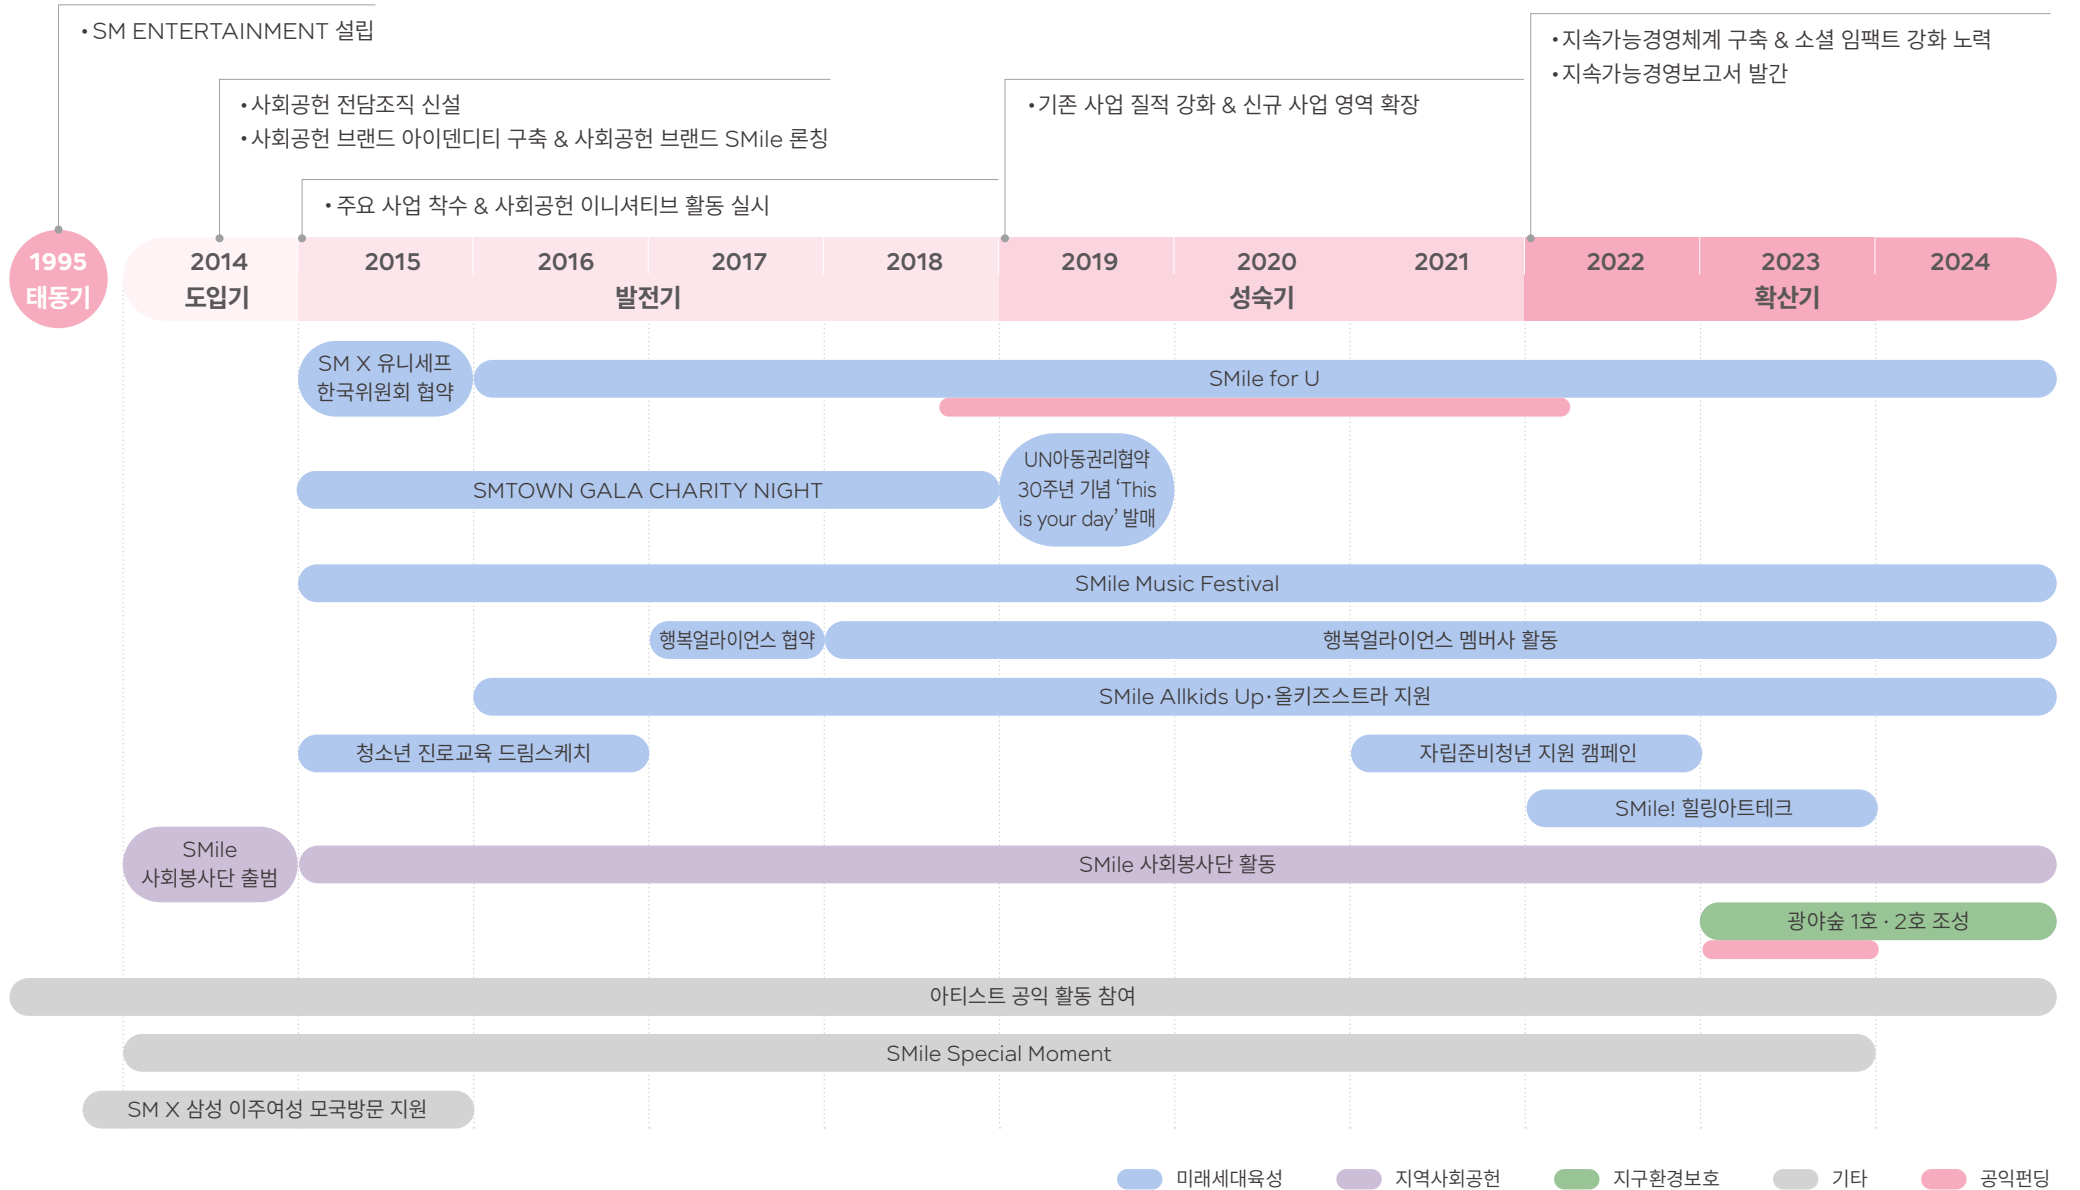 •SM ENTERTAINMENT 설립
•지속가능경영체계 구축 & 소셜 임팩트 강화 노력
•지속가능경영보고서 발간
•사회공헌 전담조직 신설
•사회공헌 브랜드 아이덴디티 구축 & 사회공헌 브랜드 SMile 론칭
•기존 사업 질적 강화 & 신규 사업 영역 확장
•주요 사업 착수 & 사회공헌 이니셔티브 활동 실시
1995 2014 2015 2016 2017 2018 2019 2020 2021 2022 2023 2024
태동기 도입기 발전기 성숙기 확산기
SM X 유니세프
한국위원회 협약
SMile for U
SMTOWN GALA CHARITY NIGHT
UN아동권리협약
30주년 기념 ‘This
is your day’ 발매
SMile Music Festival
행복얼라이언스 협약 행복얼라이언스 멤버사 활동
SMile Allkids Up·올키즈스트라 지원
청소년 진로교육 드림스케치 자립준비청년 지원 캠페인
SMile! 힐링아트테크
SMile
사회봉사단 출범
SMile 사회봉사단 활동
광야숲 1호 · 2호 조성
아티스트 공익 활동 참여
SMile Special Moment
SM X 삼성 이주여성 모국방문 지원
미래세대육성 지역사회공헌 지구환경보호 기타 공익펀딩